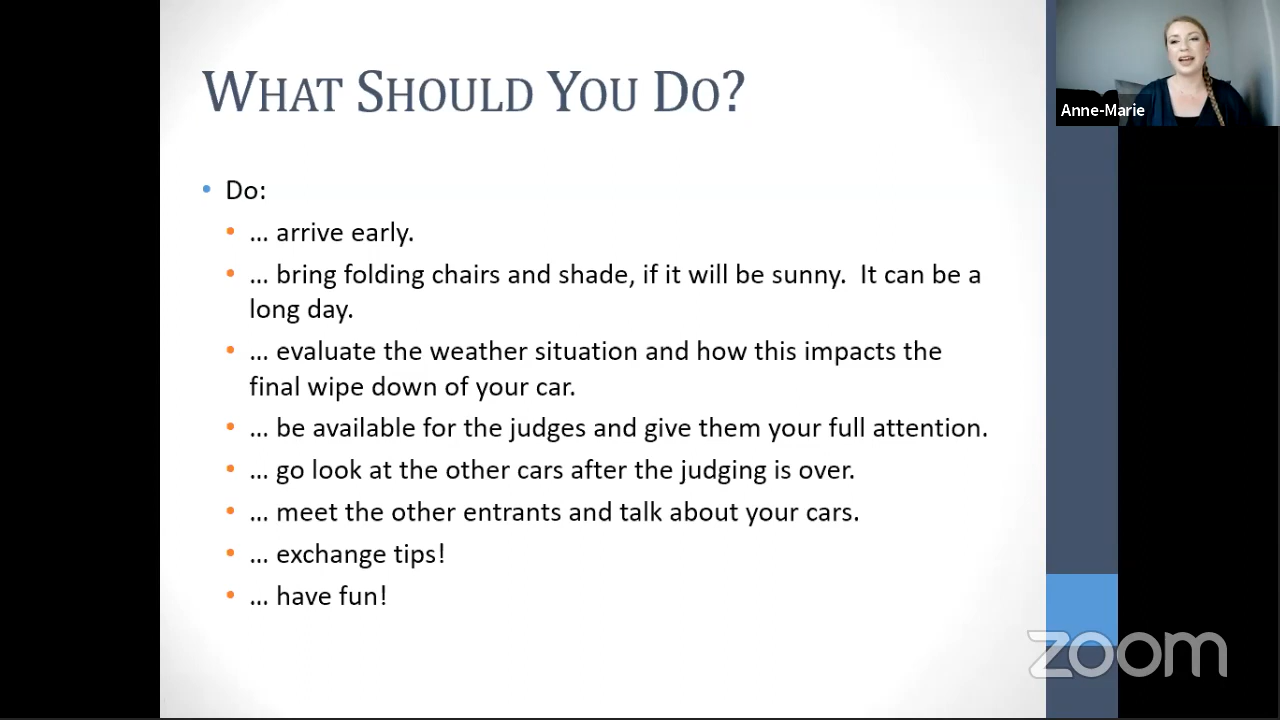 WHAT SHOULD YOU DO?
Anne-Marie
• Do:
• ... arrive early.
• ... bring folding chairs and shade, if it will be sunny.  It can be a
long day.
• ... evaluate the weather situation and how this impacts the
final wipe down of your car.
• ... be available for the judges and give them your full attention.
• ... go look at the other cars after the judging is over.
• ... meet the other entrants and talk about your cars.
• ... exchange tips!
• ... have fun!
zoom